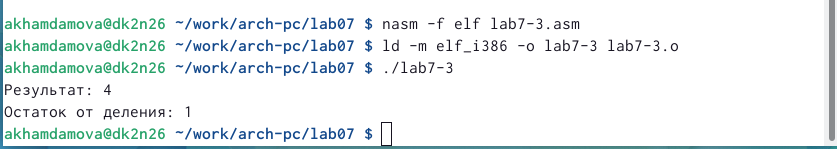 akhamdamova@dk2n26 ~/work/arch-pc/lab07 $ nasm -f elf lab7-3.asm
akhamdamova@dk2n26 ~/work/arch-pc/lab07 $ ld -m elf_i386 -o lab7-3 lab7-3.o
akhamdamova@dk2n26 ~/work/arch-pc/lab07 $ ./lab7-3
Результат: 4
Остаток от деления: 1
akhamdamova@dk2n26 ~/work/arch-pc/lab07 $